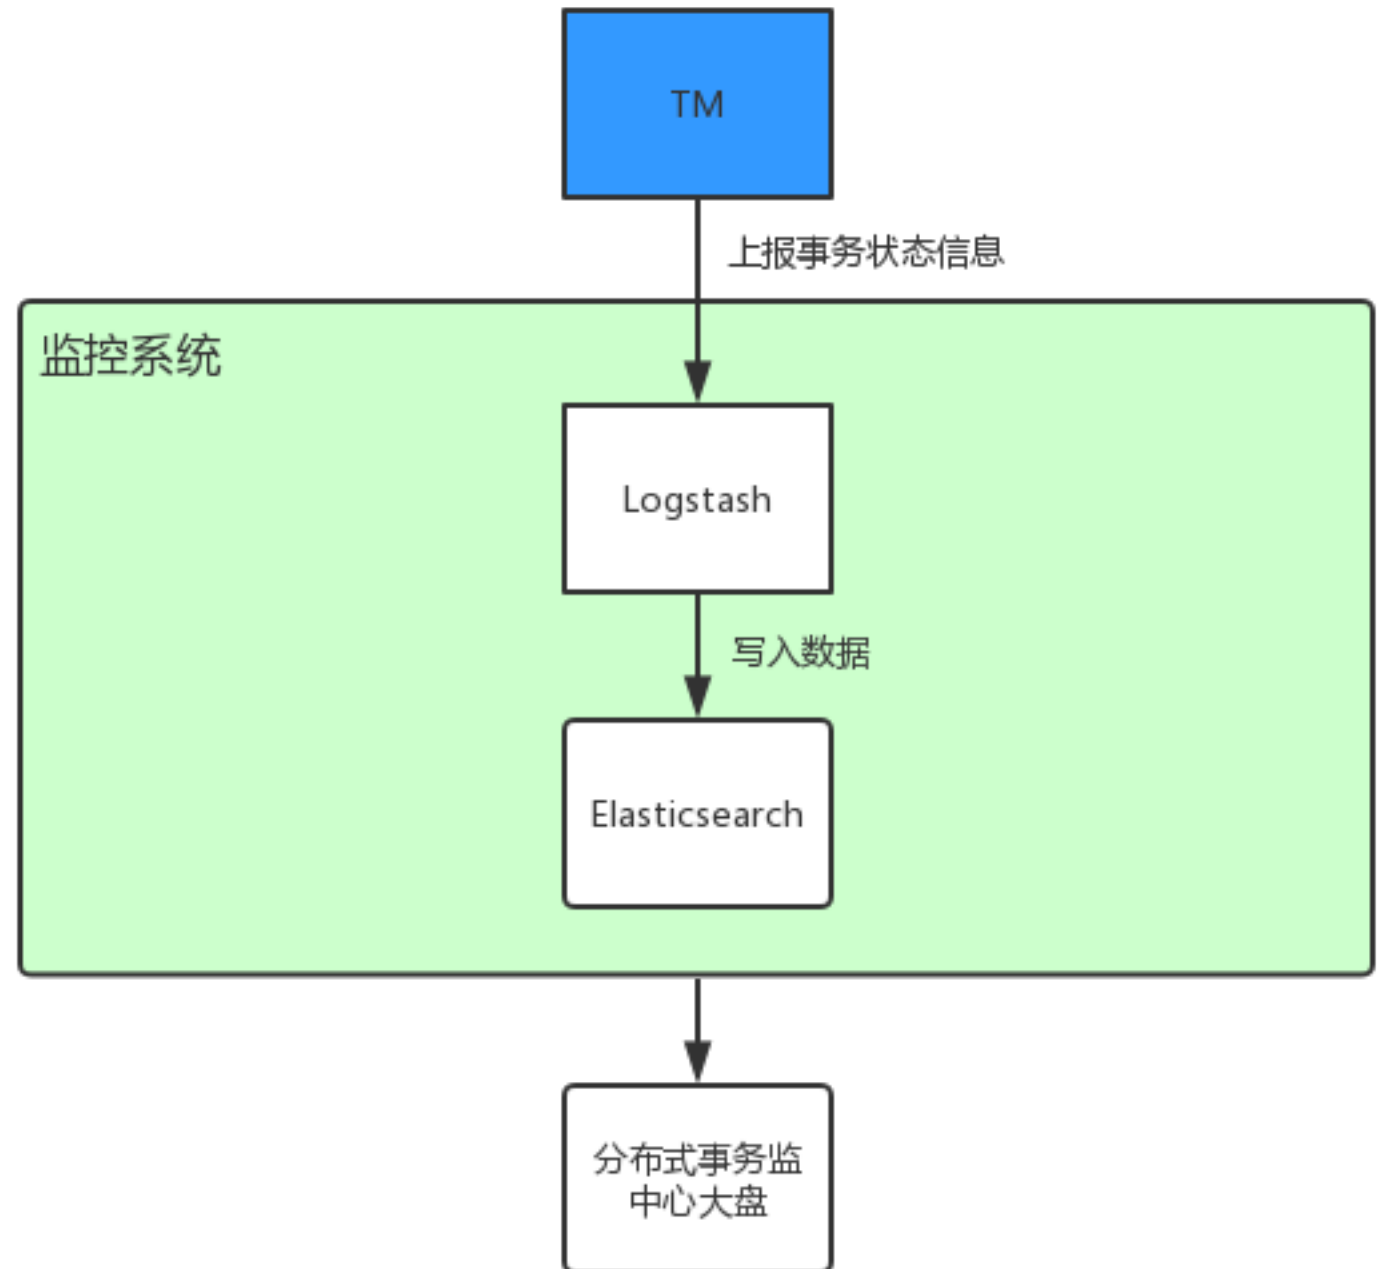 TM
上报事务状态信息
监控系统
Logstash
写入数据
Elasticsearch
分布式事务监
中心大盘